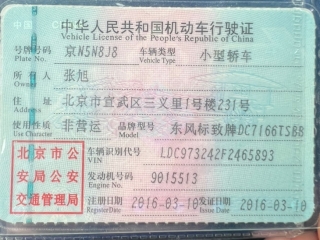 中华人民共和国机动车行驶证
Vehicle License of the People's Republic of China
号牌号码 京N5N8J8 车辆类型 小型轿车
Plate No. Vehicle Type
所有人 张旭
Owner
住址 北京市宣武区三义里1号楼231号
Address
使用性质 非营运 品牌型号 东风标致牌DC7166TSBB
Use Character Model
北京市公
安局公安
交通管理局
车辆识别代号 LDC973242F2465893
VIN
发动机号码 9015513
Engine No.
注册日期 2016-03-10 发证日期 2016-03-10
Register Date Issue Date